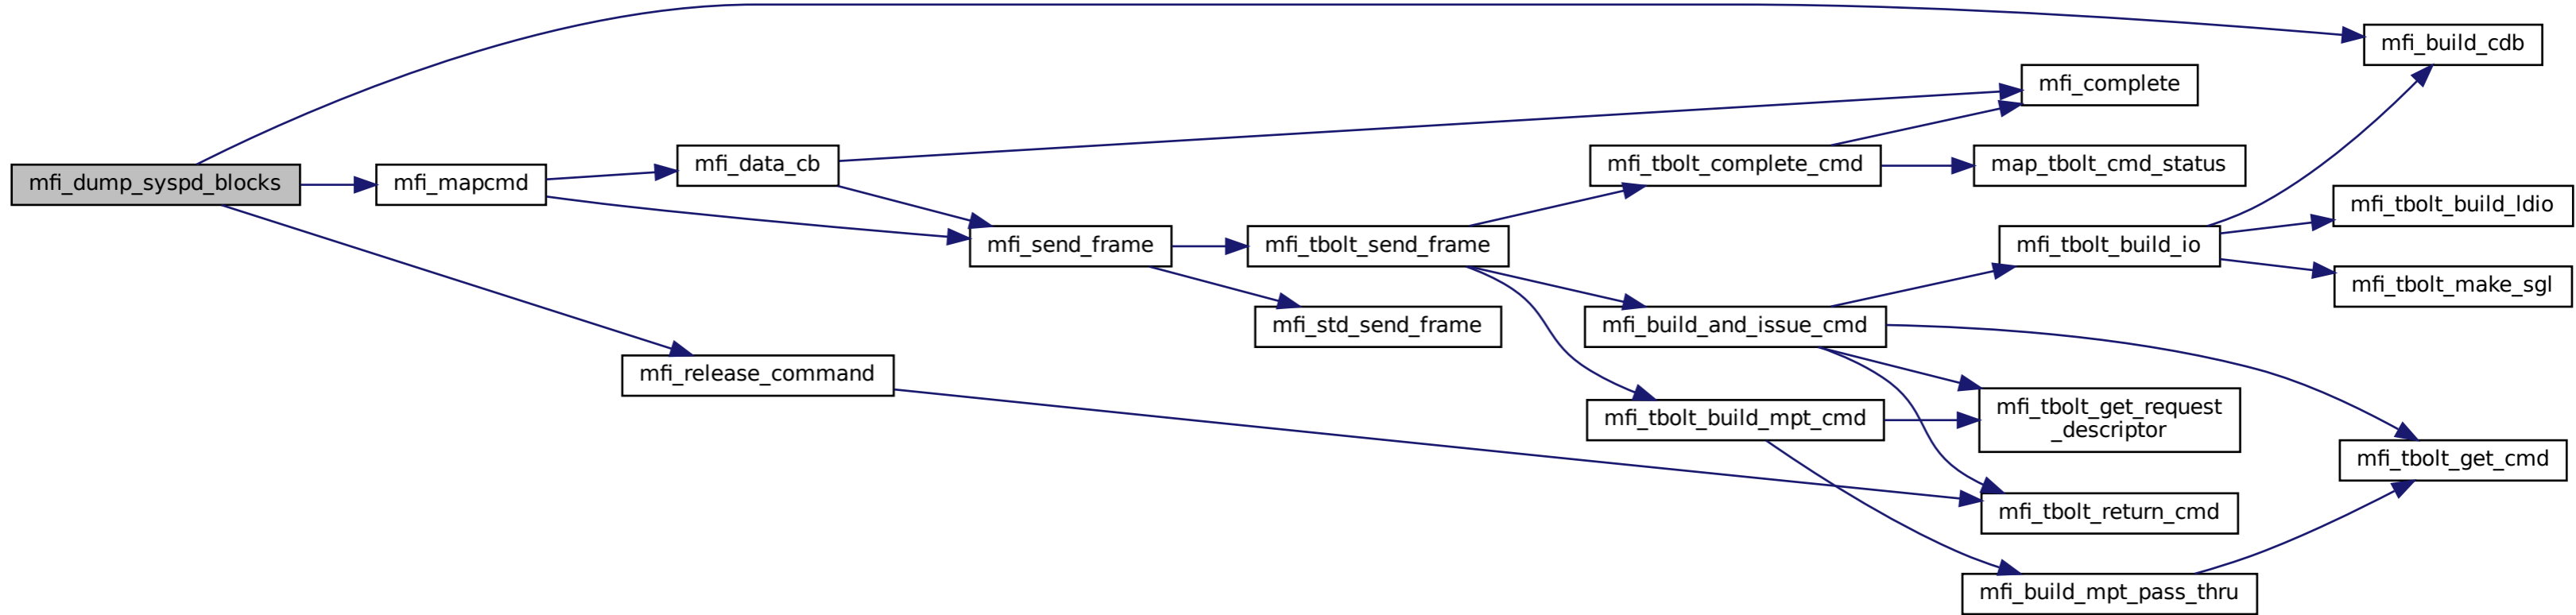 mfi_build_cdb
mfi_complete
mfi_dump_syspd_blocks
mfi_mapcmd
mfi_data_cb
mfi_tbolt_complete_cmd
map_tbolt_cmd_status
mfi_tbolt_build_ldio
mfi_send_frame
mfi_tbolt_send_frame
mfi_tbolt_build_io
mfi_tbolt_make_sgl
mfi_std_send_frame
mfi_build_and_issue_cmd
mfi_release_command
mfi_tbolt_build_mpt_cmd
mfi_tbolt_get_request
_descriptor
mfi_tbolt_get_cmd
mfi_tbolt_return_cmd
mfi_build_mpt_pass_thru